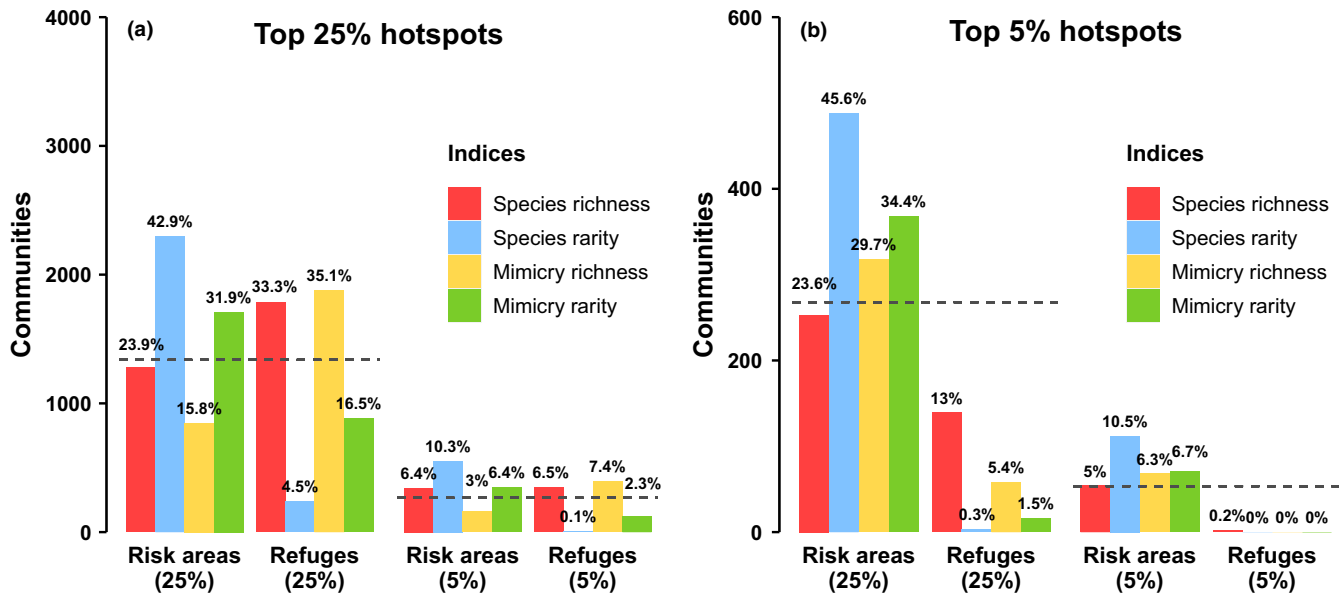 (a)
Top 25% hotspots
Communities
4000
3000
2000
1000
0
Indices
Species richness
Species rarity
Mimicry richness
Mimicry rarity
23.9%
42.9%
15.8%
31.9%
33.3%
4.5%
35.1%
16.5%
6.4%
10.3%
3%
6.4%
6.5%
0.1%
7.4%
2.3%
Risk areas
(25%)
Refuges
(25%)
Risk areas
(5%)
Refuges
(5%)
(b)
Top 5% hotspots
Communities
600
400
200
0
Indices
Species richness
Species rarity
Mimicry richness
Mimicry rarity
23.6%
45.6%
29.7%
34.4%
13%
0.3%
5.4%
1.5%
5%
10.5%
6.3%
6.7%
0.2%
0%
0%
0%
Risk areas
(25%)
Refuges
(25%)
Risk areas
(5%)
Refuges
(5%)